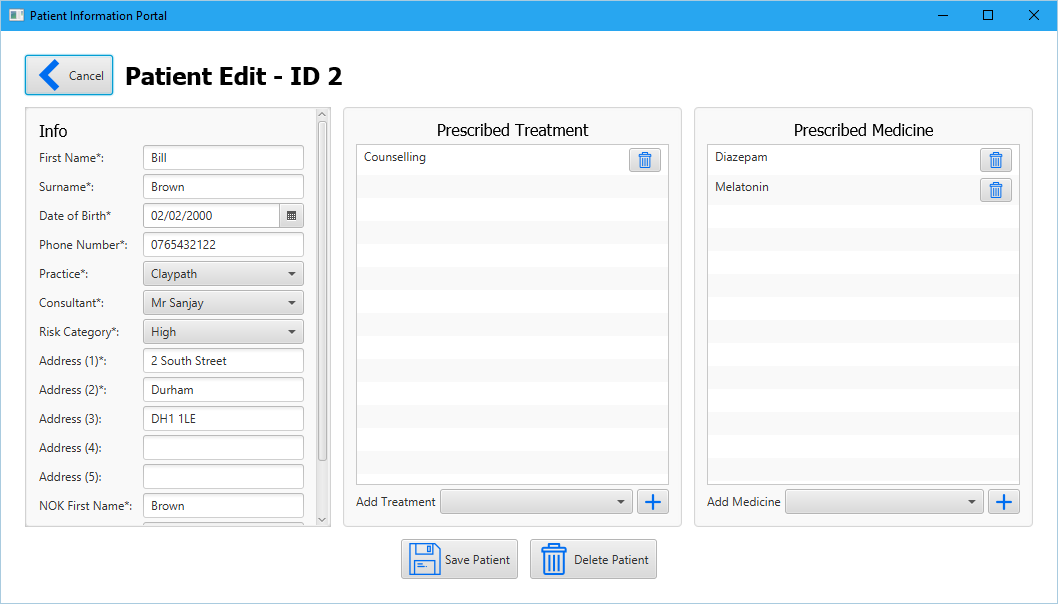 Patient Information Portal
Cancel
Patient Edit - ID 2
Info
First Name*: Bill
Surname*: Brown
Date of Birth* 02/02/2000
Phone Number*: 0765432122
Practice*: Claypath
Consultant*: Mr Sanjay
Risk Category*: High
Address (1)*: 2 South Street
Address (2)*: Durham
Address (3): DH1 1LE
Address (4):
Address (5):
NOK First Name*: Brown
Prescribed Treatment
Counselling
Add Treatment
Prescribed Medicine
Diazepam
Melatonin
Add Medicine
Save Patient
Delete Patient